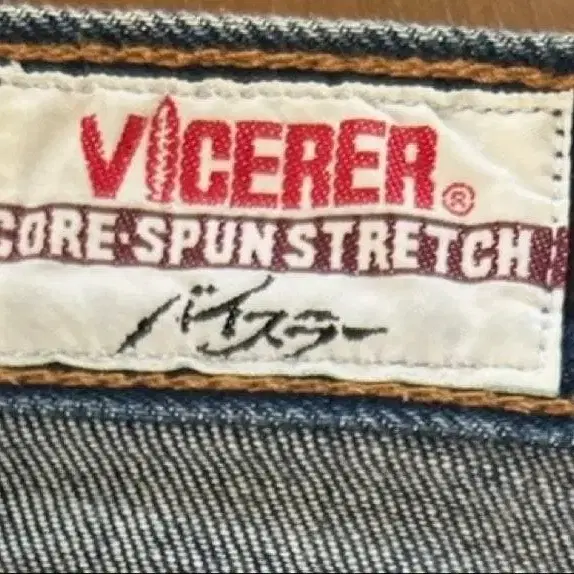 VICERER®
CORE·SPUN STRETCH
バイスラー